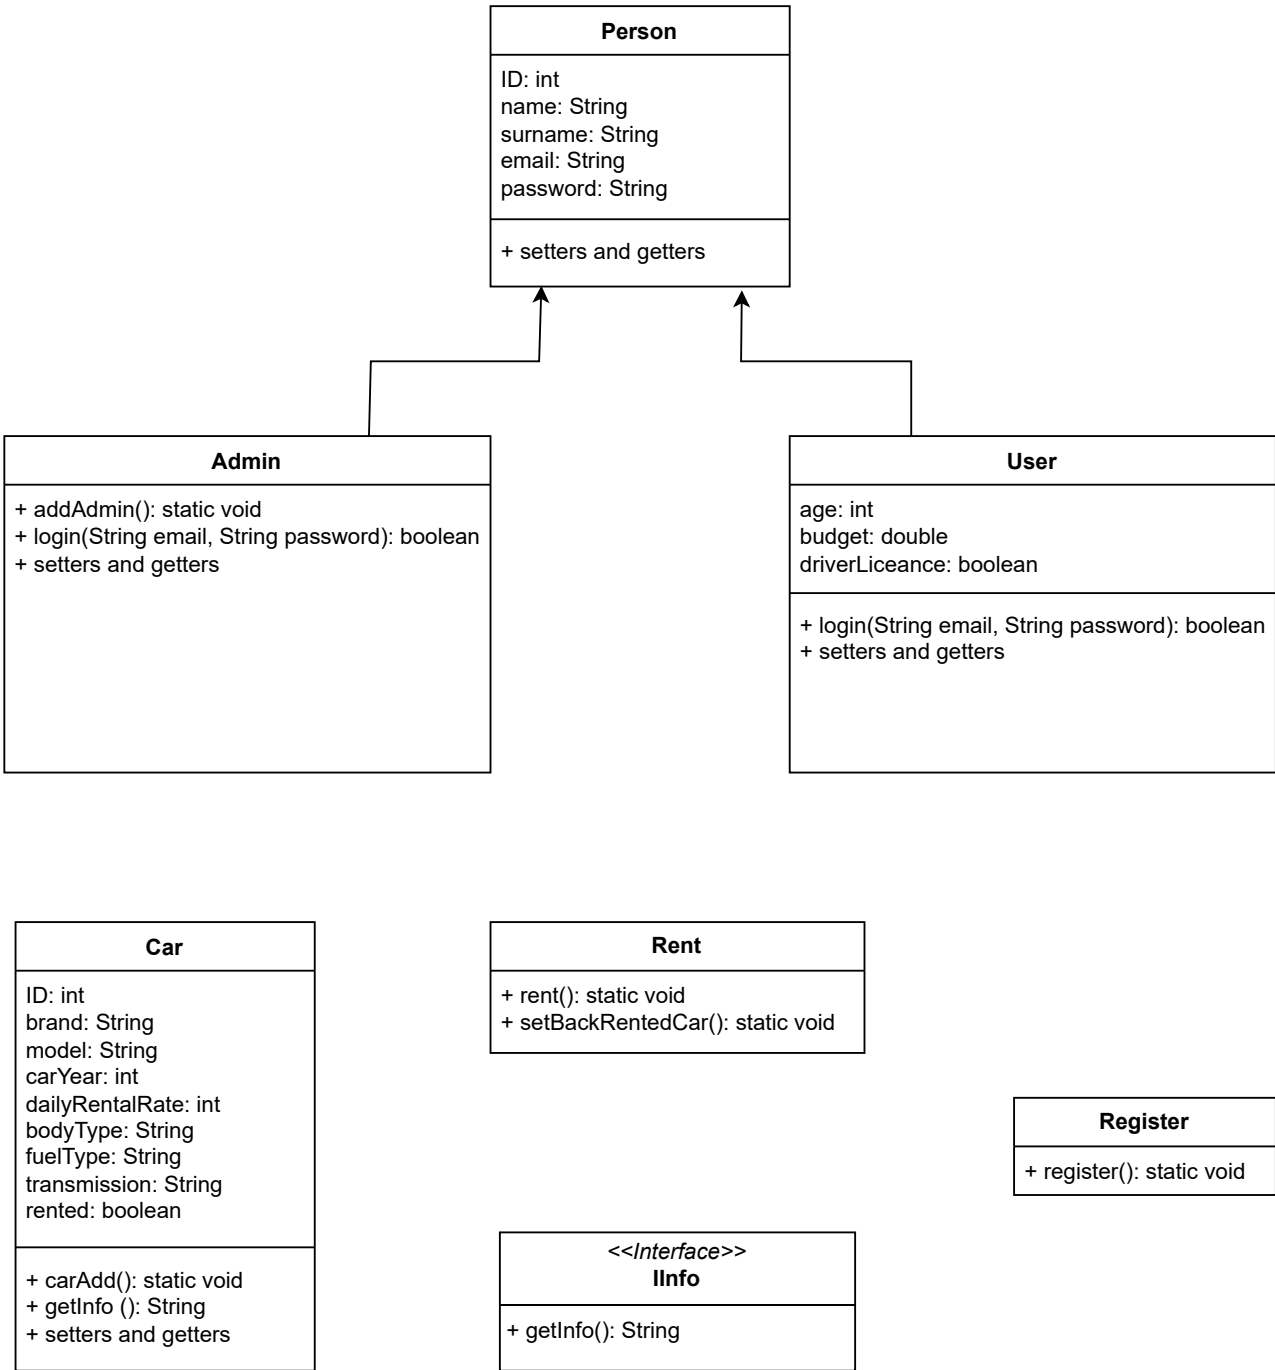 Person
ID: int
name: String
surname: String
email: String
password: String
+ setters and getters
Admin
+ addAdmin(): static void
+ login(String email, String password): boolean
+ setters and getters
User
age: int
budget: double
driverLiceance: boolean
+ login(String email, String password): boolean
+ setters and getters
Car
ID: int
brand: String
model: String
carYear: int
dailyRentalRate: int
bodyType: String
fuelType: String
transmission: String
rented: boolean
+ carAdd(): static void
+ getInfo (): String
+ setters and getters
Rent
+ rent(): static void
+ setBackRentedCar(): static void
Register
+ register(): static void
<<Interface>>
IInfo
+ getInfo(): String